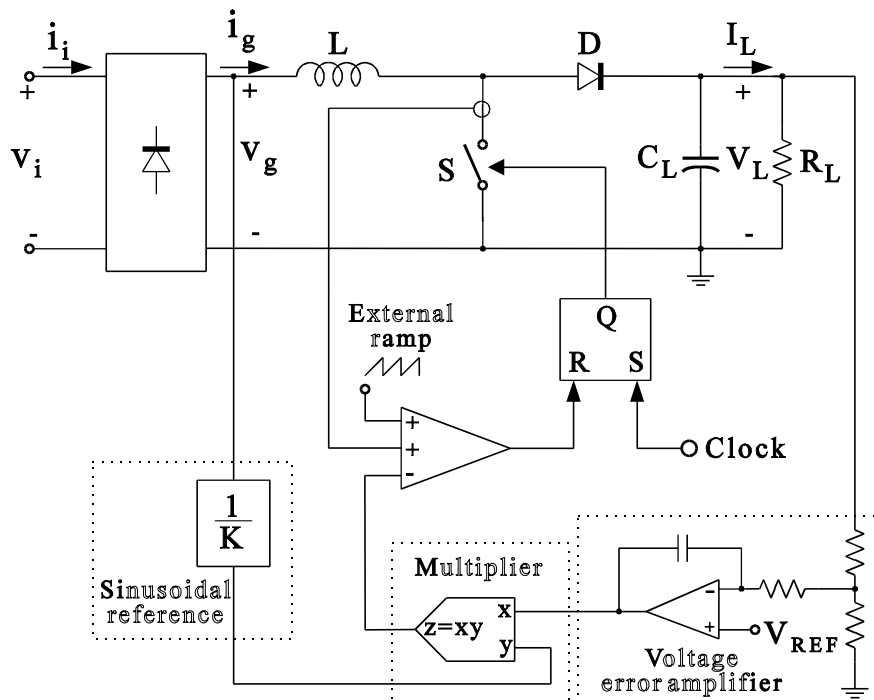 i_i
i_g
L
D
I_L
+
+
+
v_i
v_g
S
C_L
V_L
R_L
-
-
-
External
ramp
Q
R S
+
+
-
Clock
1
K
Sinusoidal
reference
Multiplier
x
z=xy
y
-
+
V_REF
Voltage
error amplifier